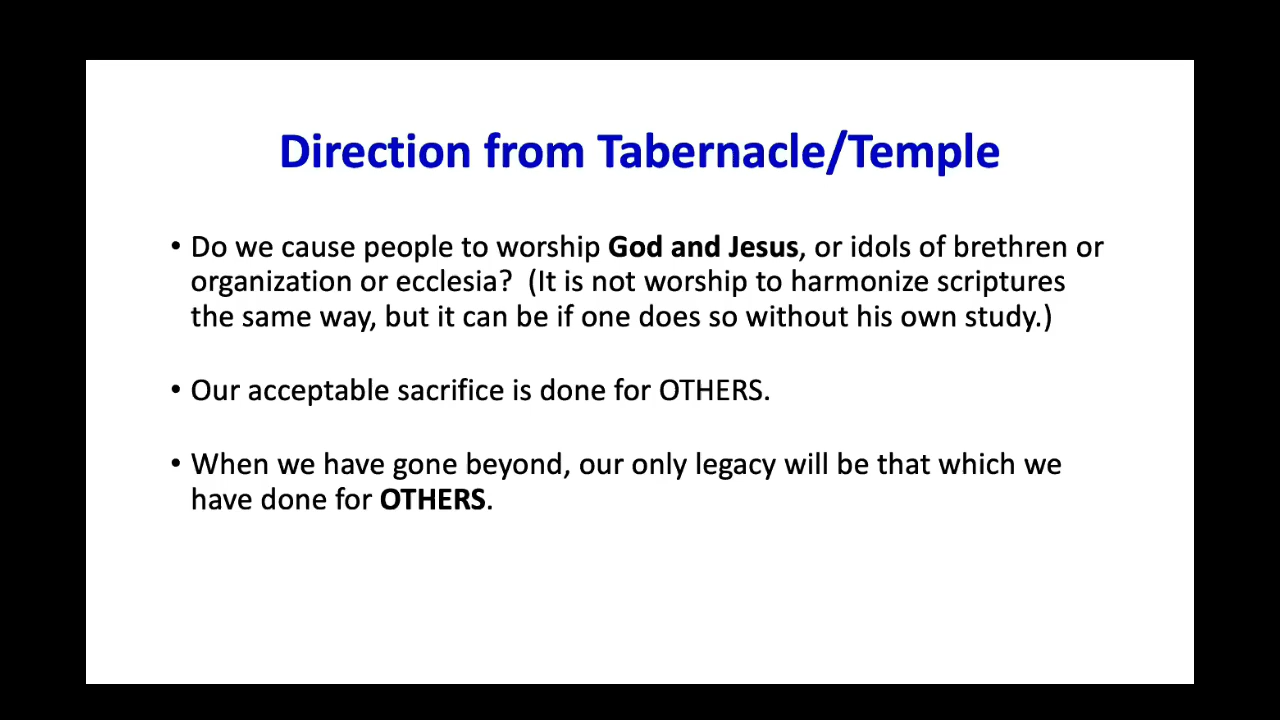 Direction from Tabernacle/Temple
• Do we cause people to worship God and Jesus, or idols of brethren or
organization or ecclesia?  (It is not worship to harmonize scriptures
the same way, but it can be if one does so without his own study.)
• Our acceptable sacrifice is done for OTHERS.
• When we have gone beyond, our only legacy will be that which we
have done for OTHERS.